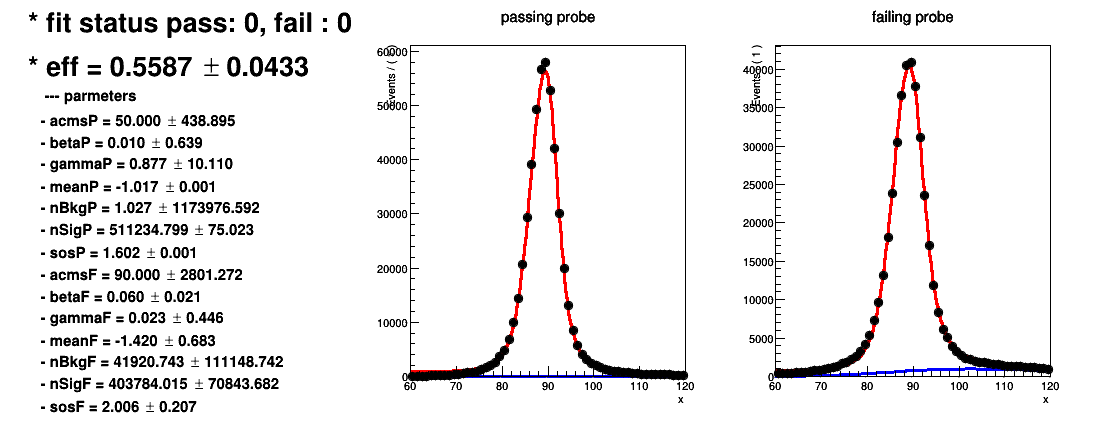 * fit status pass: 0, fail : 0
* eff = 0.5587 ± 0.0433
--- parmeters
- acmsP = 50.000 ± 438.895
- betaP = 0.010 ± 0.639
- gammaP = 0.877 ± 10.110
- meanP = -1.017 ± 0.001
- nBkgP = 1.027 ± 1173976.592
- nSigP = 511234.799 ± 75.023
- sosP = 1.602 ± 0.001
- acmsF = 90.000 ± 2801.272
- betaF = 0.060 ± 0.021
- gammaF = 0.023 ± 0.446
- meanF = -1.420 ± 0.683
- nBkgF = 41920.743 ± 111148.742
- nSigF = 403784.015 ± 70843.682
- sosF = 2.006 ± 0.207
passing probe
Events / ( 1 )
60000
50000
40000
30000
20000
10000
0
60 70 80 90 100 110 120
x
failing probe
Events ( 1 )
40000
35000
30000
25000
20000
15000
10000
5000
0
60 70 80 90 100 110 120
x